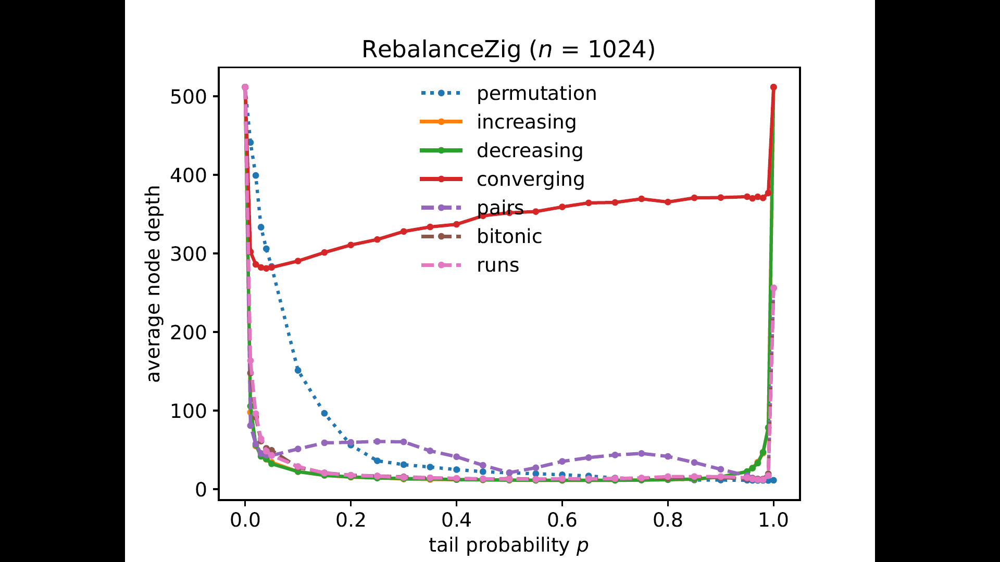 RebalanceZig (n = 1024)
500
400
300
200
100
0
average node depth
permutation
increasing
decreasing
converging
pairs
bitonic
runs
0.0 0.2 0.4 0.6 0.8 1.0
tail probability p